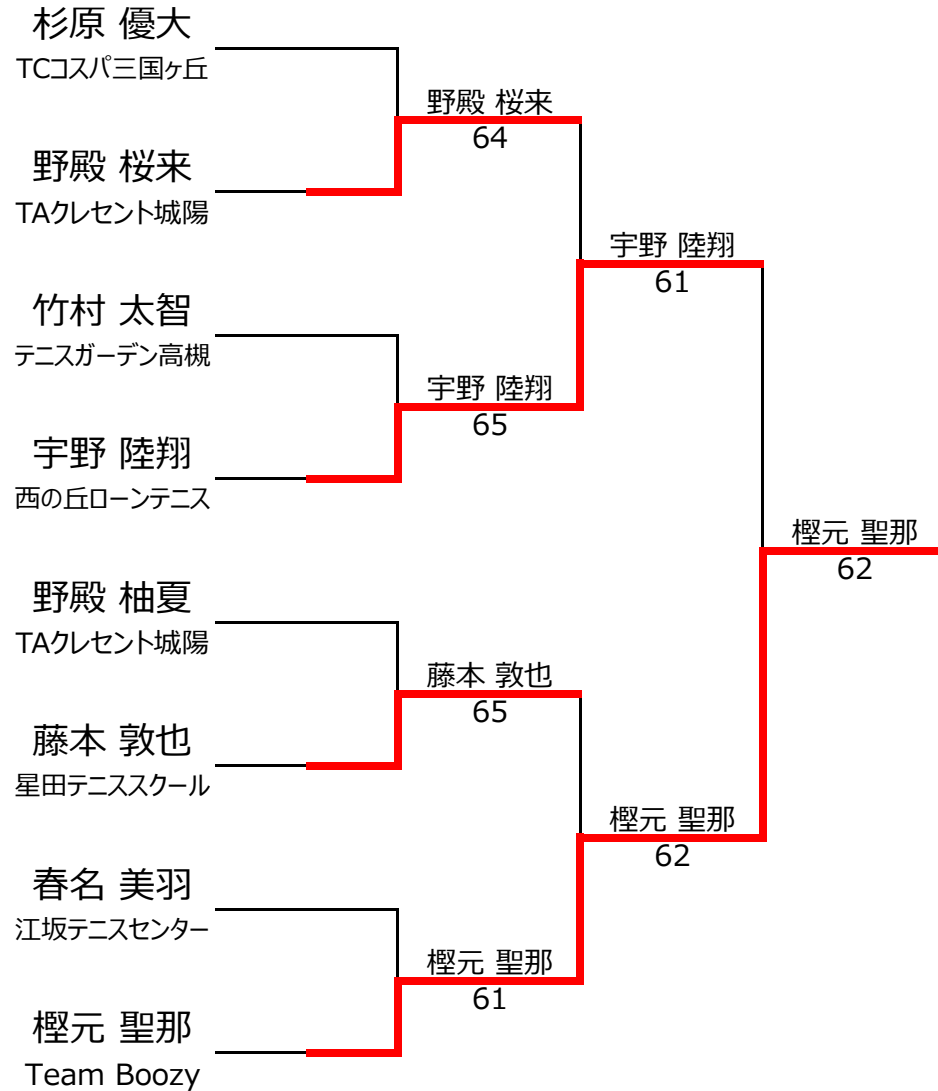 杉原 優大
TCコスパ三国ヶ丘
野殿 桜来
64
野殿 桜来
TAクレセント城陽
宇野 陸翔
61
竹村 太智
テニスガーデン高槻
宇野 陸翔
65
宇野 陸翔
西の丘ローンテニス
樫元 聖那
62
野殿 柚夏
TAクレセント城陽
藤本 敦也
65
藤本 敦也
星田テニススクール
樫元 聖那
62
春名 美羽
江坂テニスセンター
樫元 聖那
61
樫元 聖那
Team Boozy